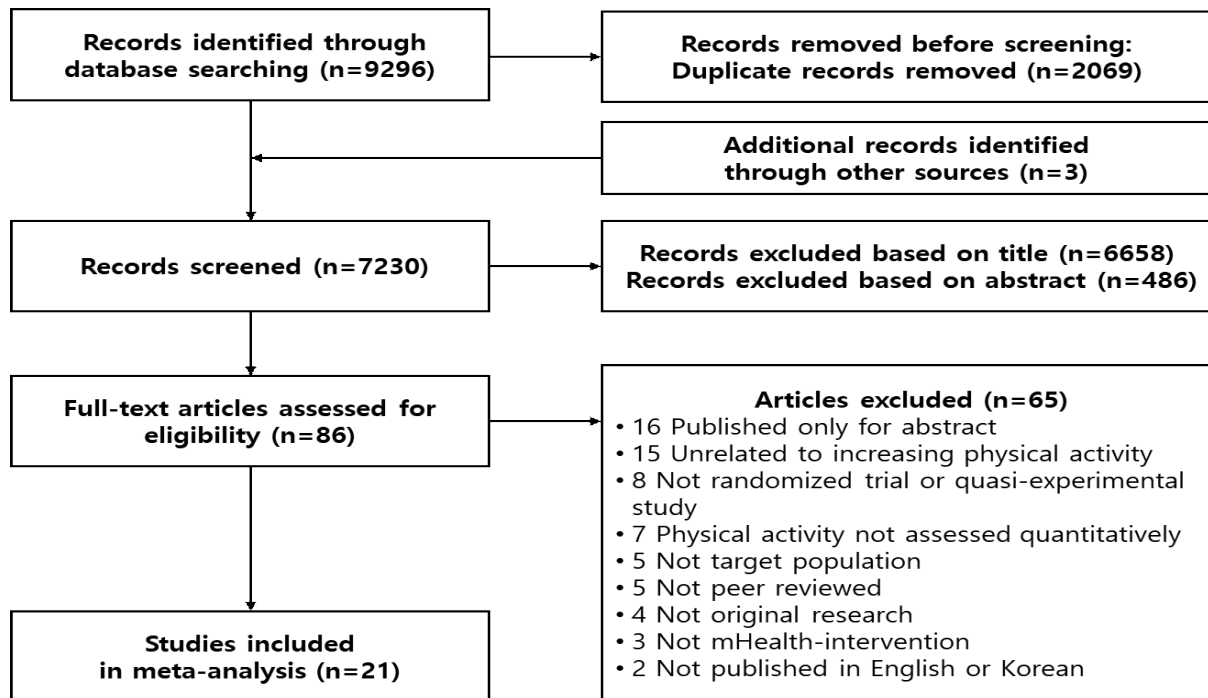 Records identified through
database searching (n=9296)
Records removed before screening:
Duplicate records removed (n=2069)
Additional records identified
through other sources (n=3)
Records screened (n=7230)
Records excluded based on title (n=6658)
Records excluded based on abstract (n=486)
Full-text articles assessed for
eligibility (n=86)
Articles excluded (n=65)
• 16 Published only for abstract
• 15 Unrelated to increasing physical activity
• 8 Not randomized trial or quasi-experimental
study
• 7 Physical activity not assessed quantitatively
• 5 Not target population
• 5 Not peer reviewed
• 4 Not original research
• 3 Not mHealth-intervention
• 2 Not published in English or Korean
Studies included
in meta-analysis (n=21)